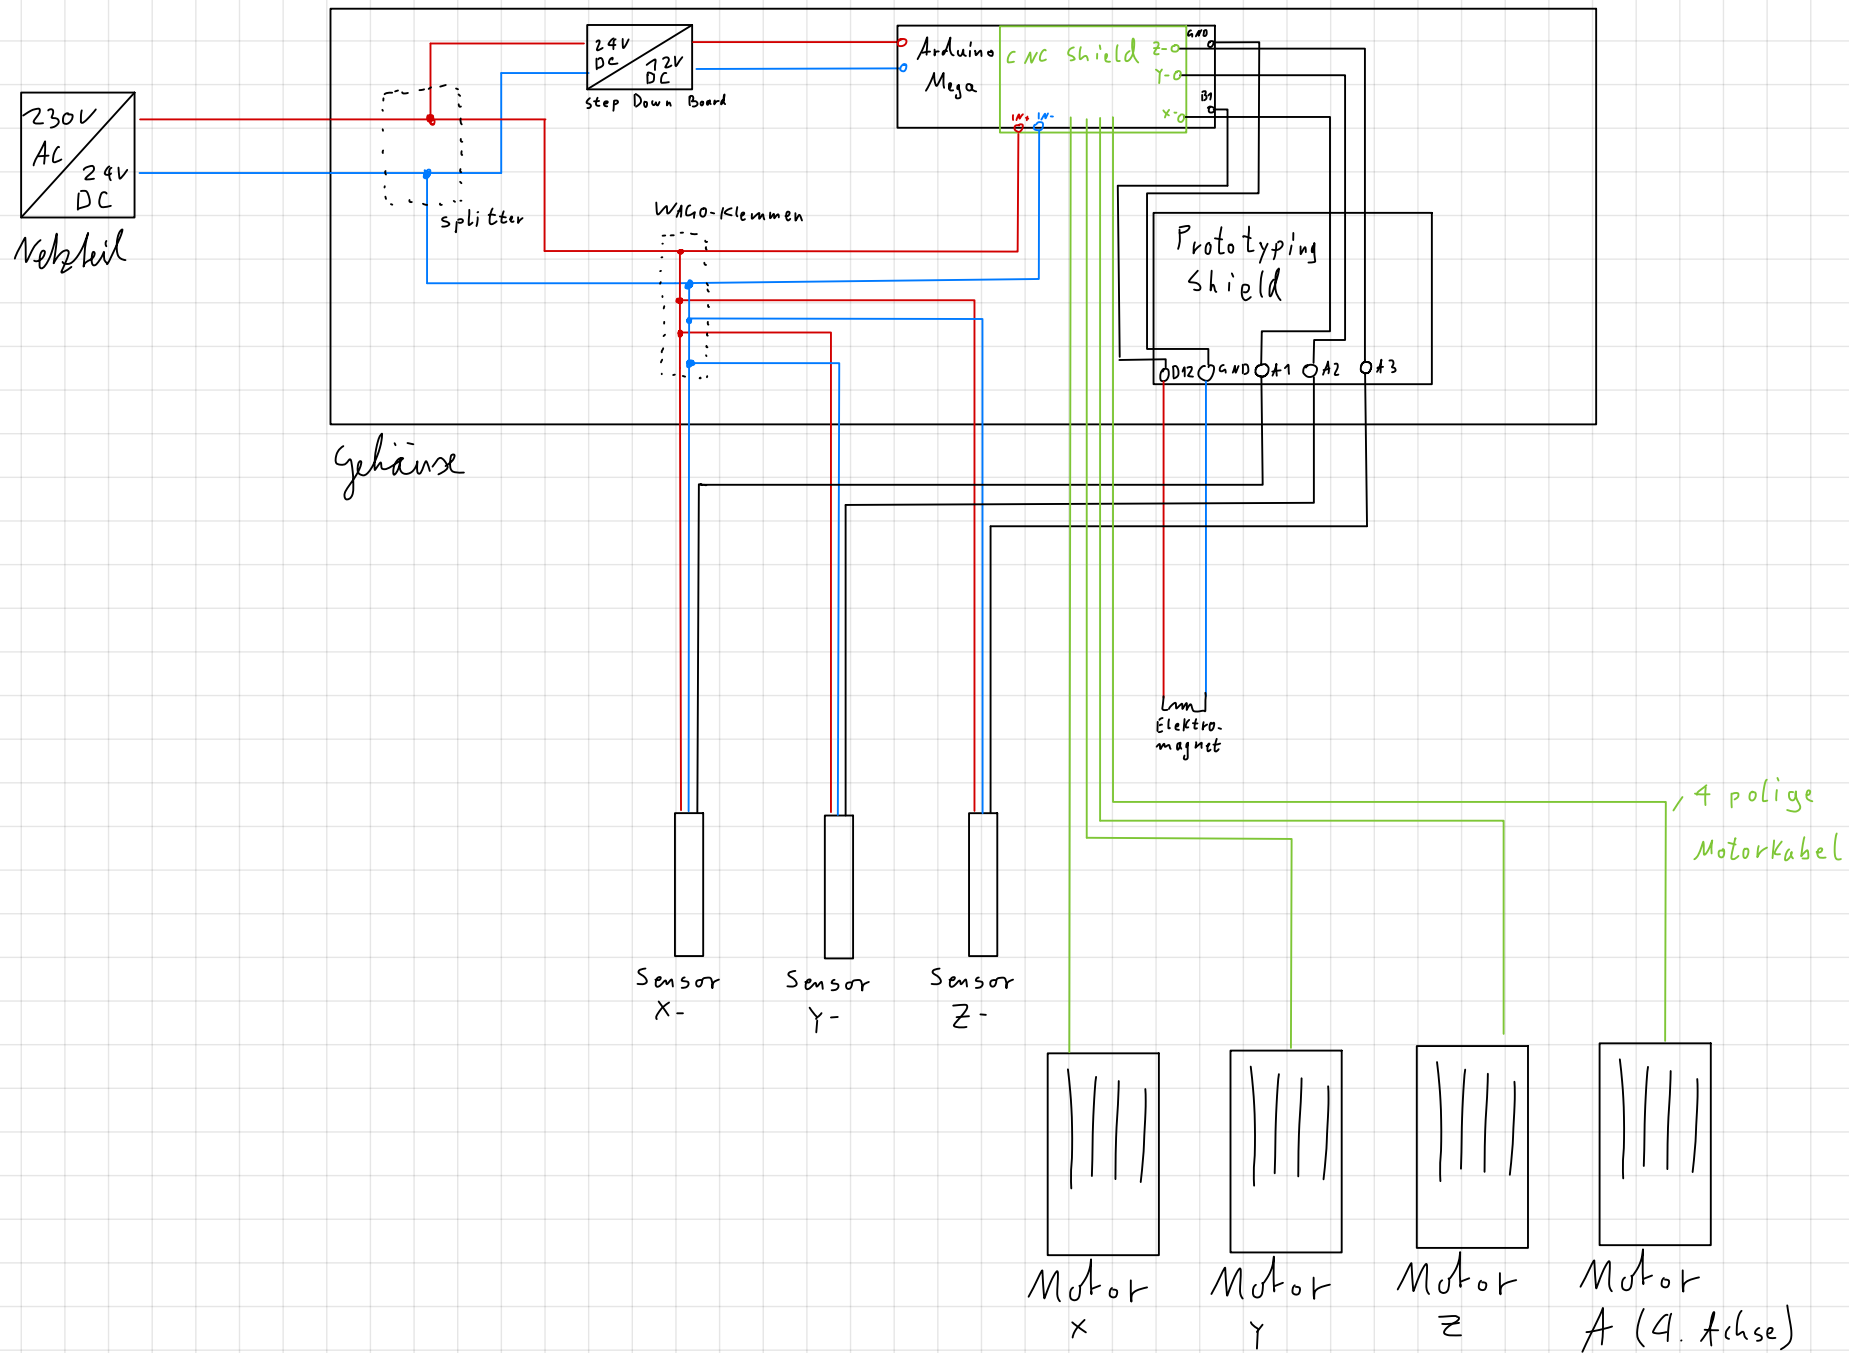 230V
AC
24V
DC
Netzteil
splitter
24V
DC
12V
DC
Step Down Board
Arduino
Mega
CNC Shield
Z-
Y-
X-
GND
IN+
IN-
WAGO-Klemmen
Prototyping
Shield
D12
GND
A1
A2
A3
Gehäuse
Elektro-
magnet
4 polige
Motorkabel
Sensor
X-
Sensor
Y-
Sensor
Z-
Motor
X
Motor
Y
Motor
Z
Motor
A (4. Achse)